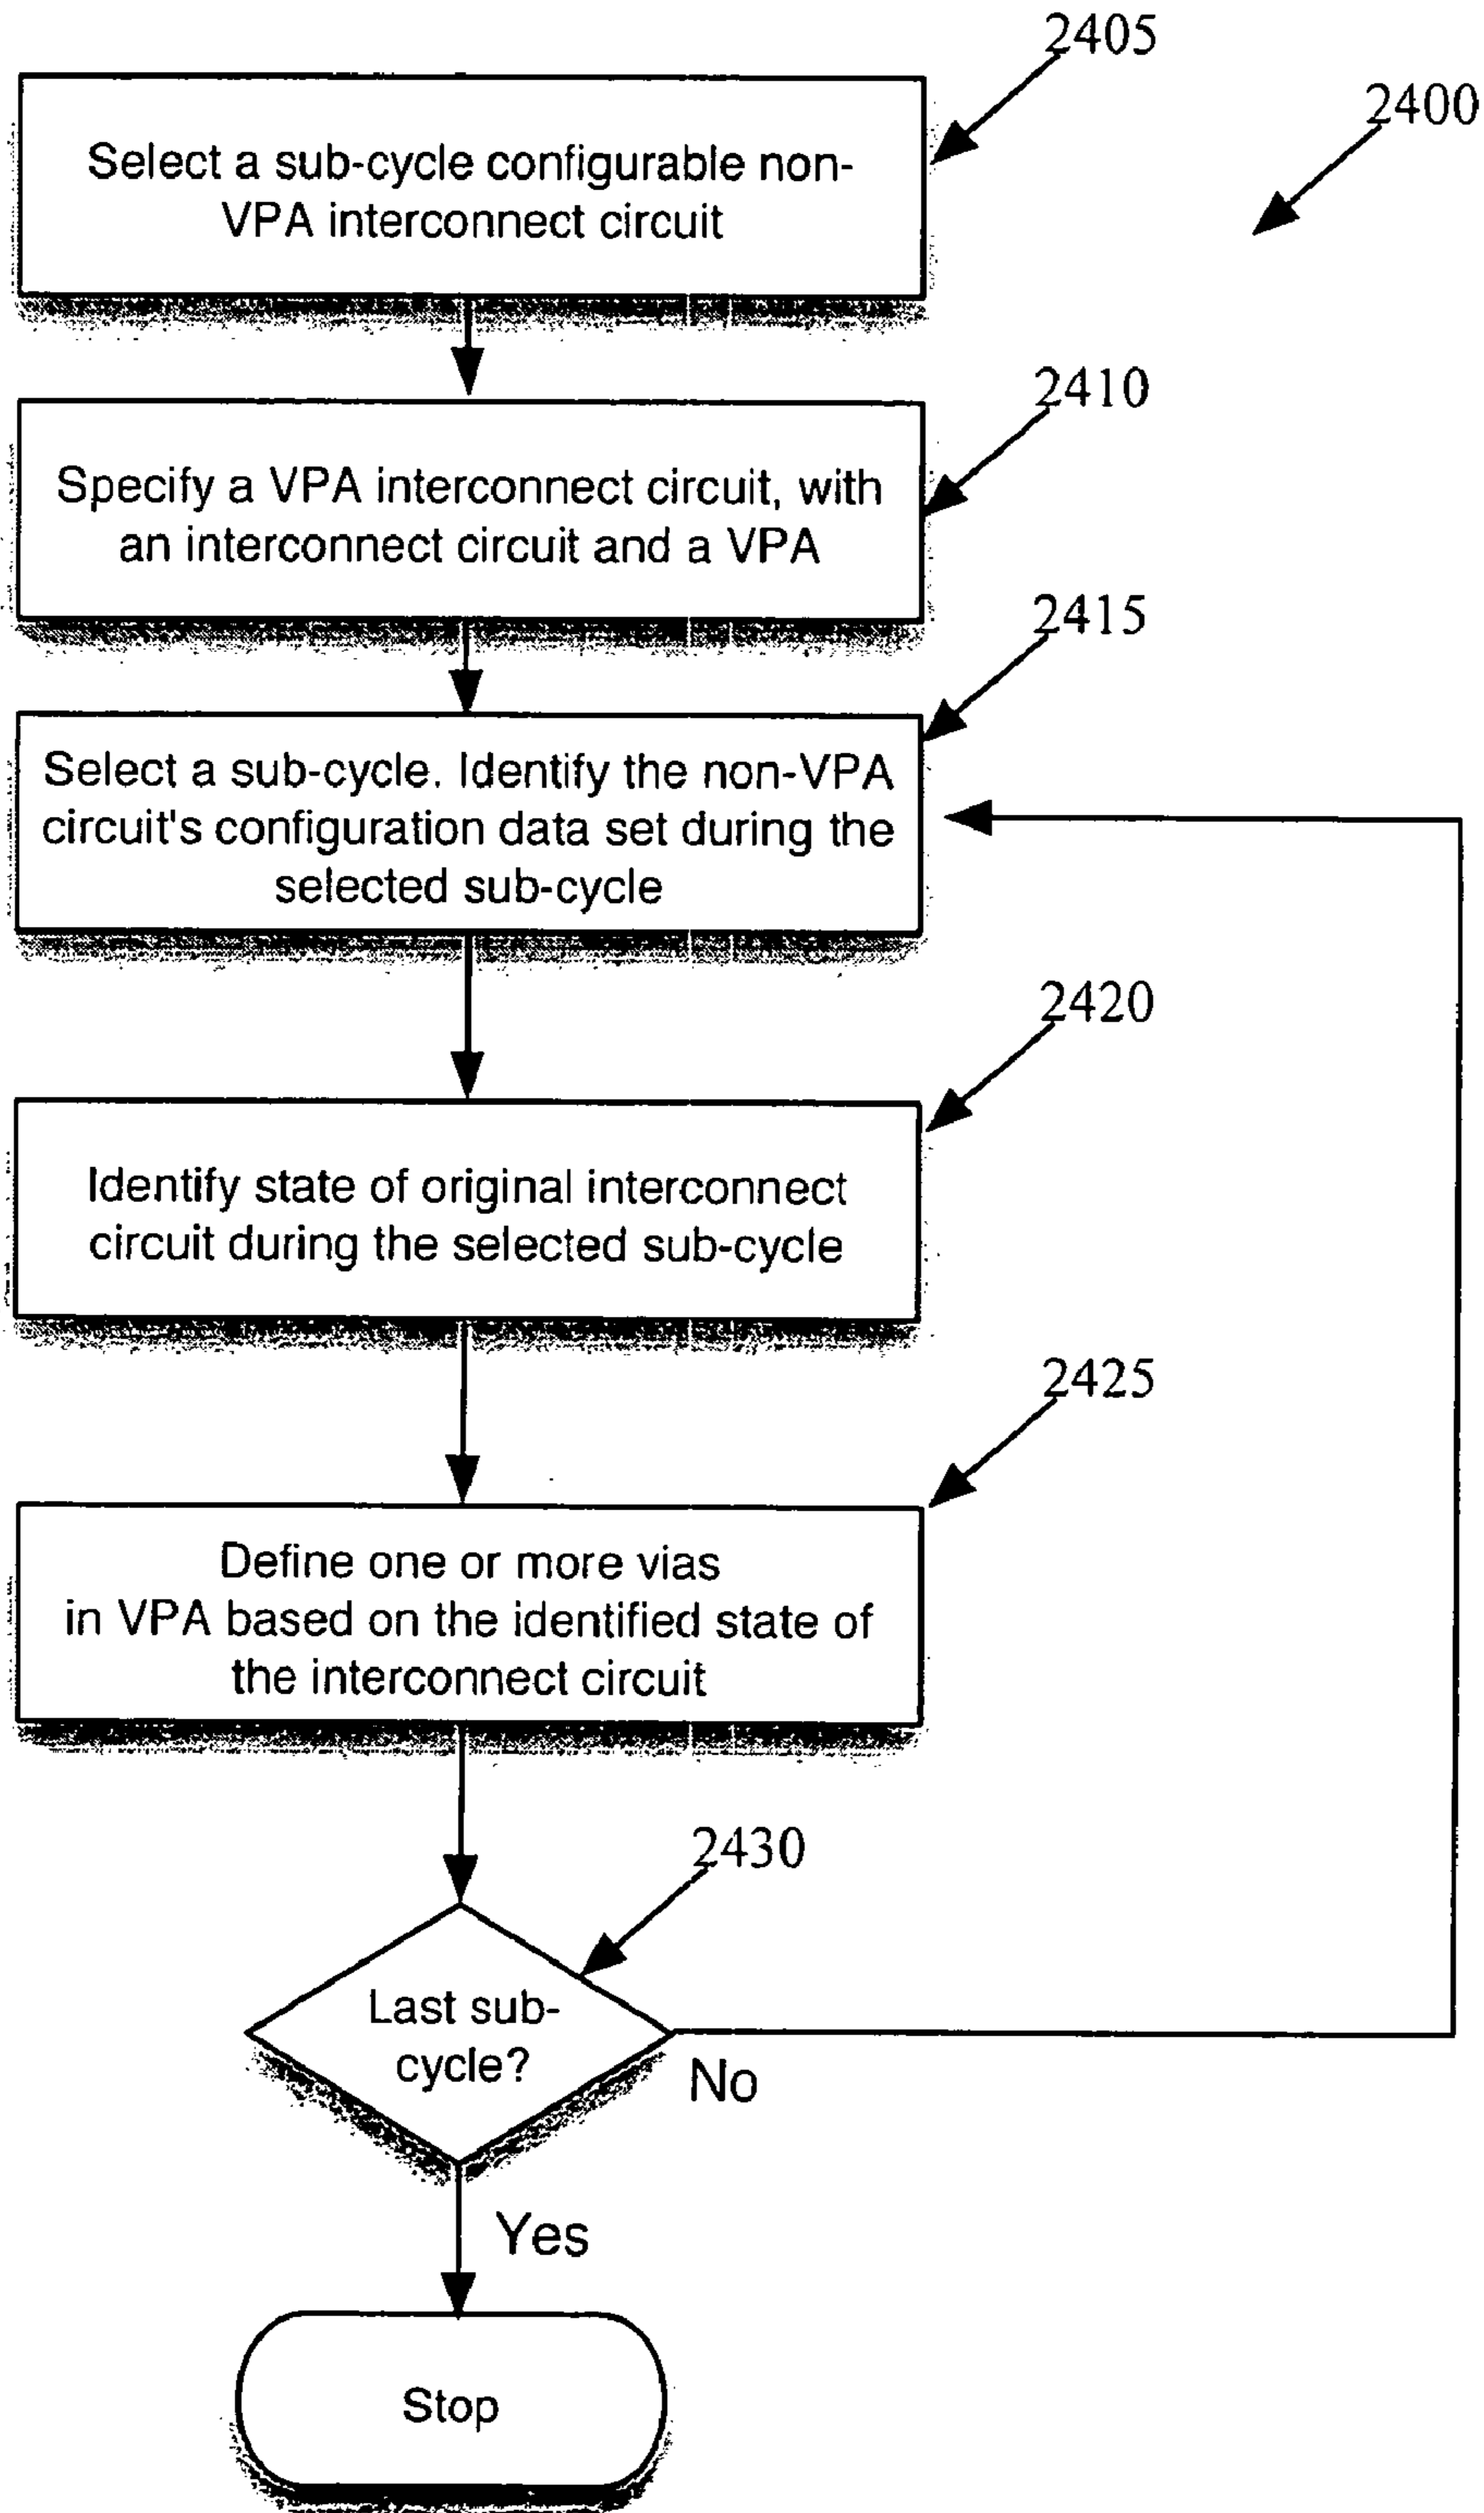 2405
2400
Select a sub-cycle configurable non-
VPA interconnect circuit
2410
Specify a VPA interconnect circuit, with
an interconnect circuit and a VPA
2415
Select a sub-cycle. Identify the non-VPA
circuit's configuration data set during the
selected sub-cycle
2420
Identify state of original interconnect
circuit during the selected sub-cycle
2425
Define one or more vias
in VPA based on the identified state of
the interconnect circuit
2430
Last sub-
cycle?
No
Yes
Stop